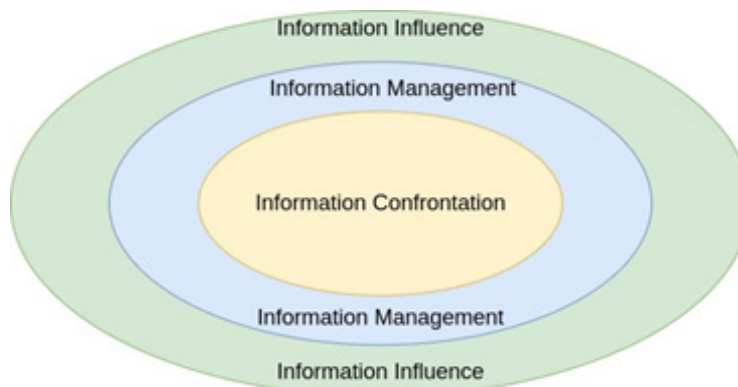 Information Influence
Information Management
Information Confrontation
Information Management
Information Influence